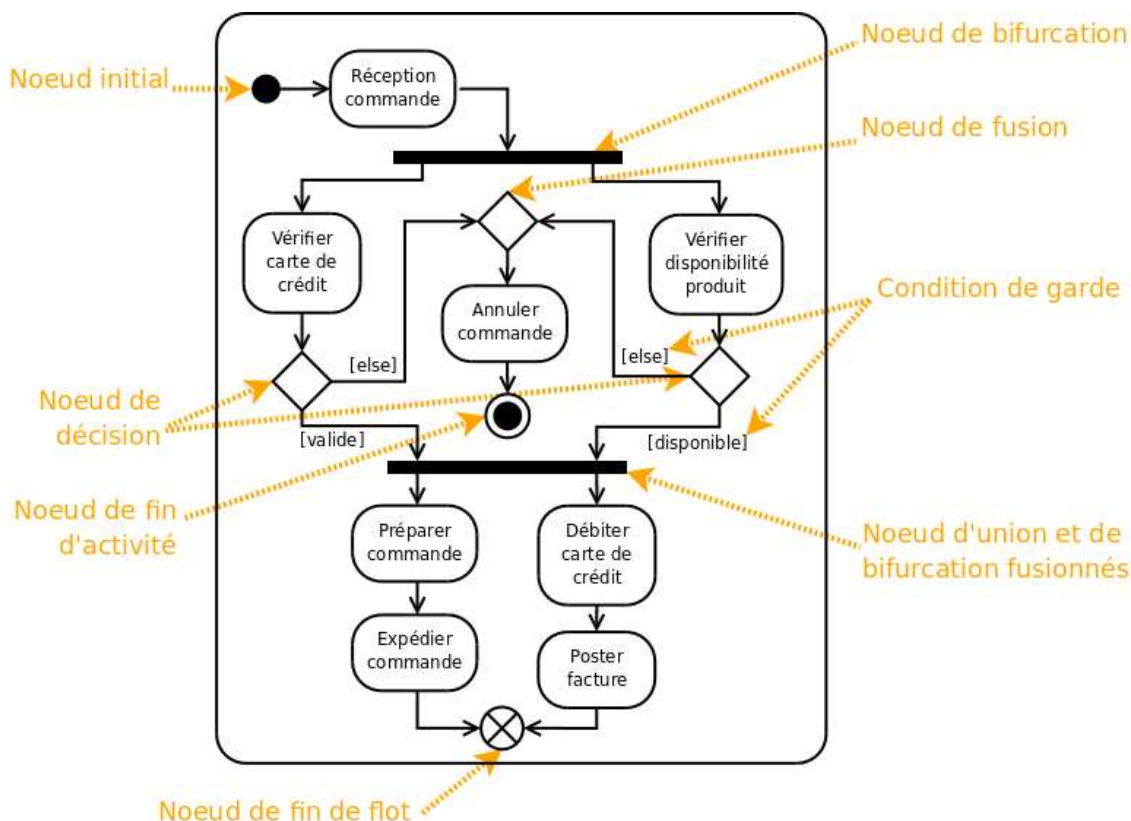 Noeud de bifurcation
Noeud initial
Réception
commande
Noeud de fusion
Vérifier
carte de
crédit
Vérifier
disponibilité
produit
Condition de garde
Annuler
commande
[else]
[else]
Noeud de
décision
[valide]
[disponible]
Noeud de fin
d'activité
Préparer
commande
Débiter
carte de
crédit
Noeud d'union et de
bifurcation fusionnés
Expédier
commande
Poster
facture
Noeud de fin de flot